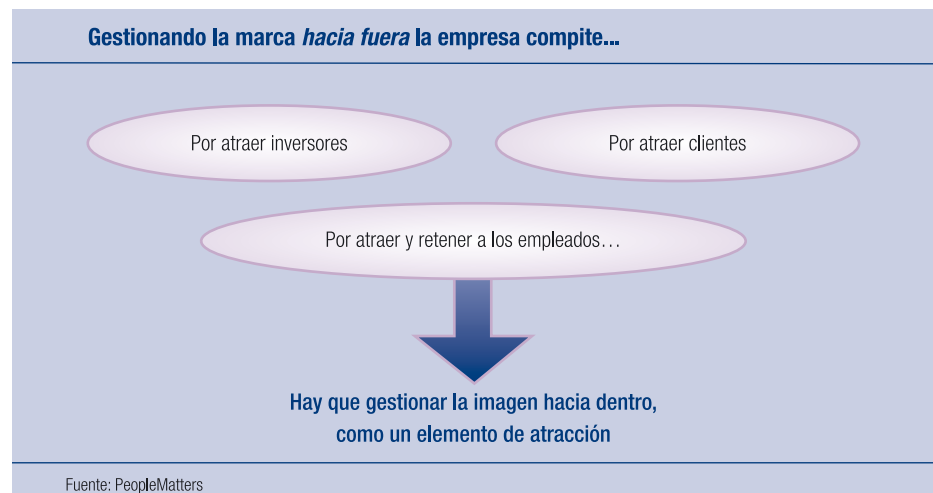 Gestionando la marca hacia fuera la empresa compite...
Por atraer inversores
Por atraer clientes
Por atraer y retener a los empleados...
Hay que gestionar la imagen hacia dentro,
como un elemento de atracción
Fuente: PeopleMatters